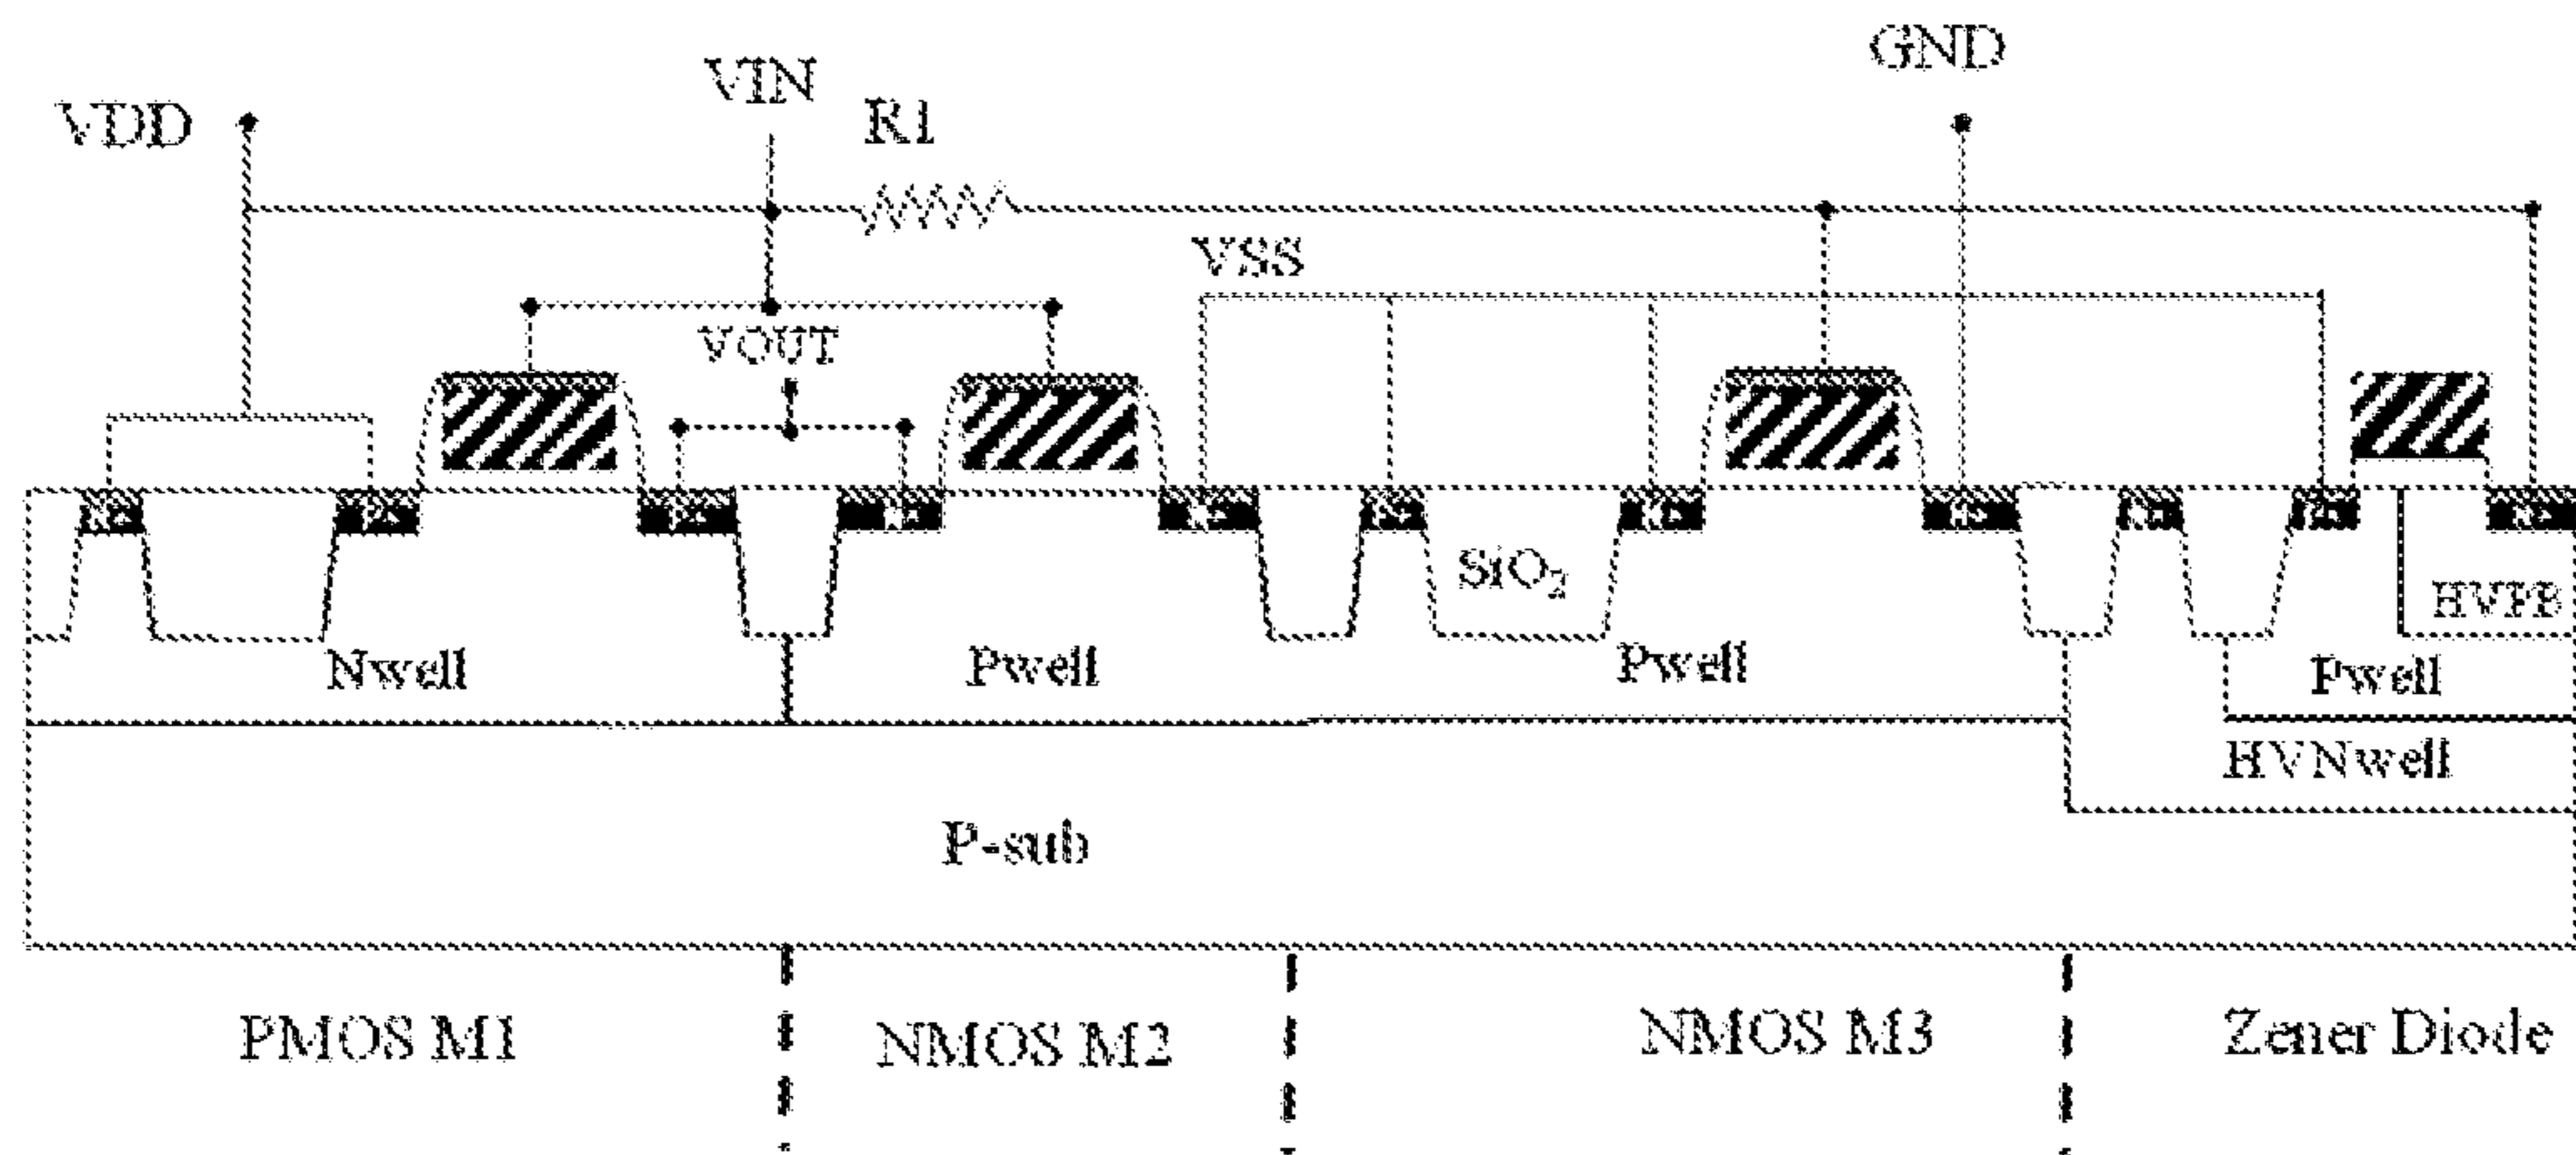 GND
VIN
VDD
R1
VSS
VOUT
SiO₂
HVPB
Nwell
Pwell
Pwell
Pwell
HVNwell
P-sub
PMOS M1
NMOS M2
NMOS M3
Zener Diode